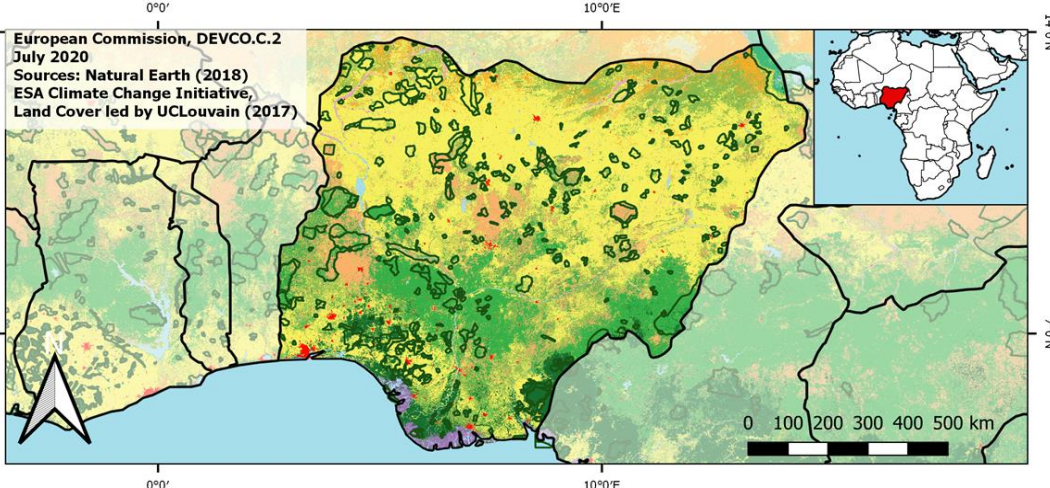 0°0′ 10°0′E
European Commission, DEVCO.C.2
July 2020
Sources: Natural Earth (2018)
ESA Climate Change Initiative,
Land Cover led by UCLouvain (2017)
N
0 100 200 300 400 500 km
0°0′ 10°0′E